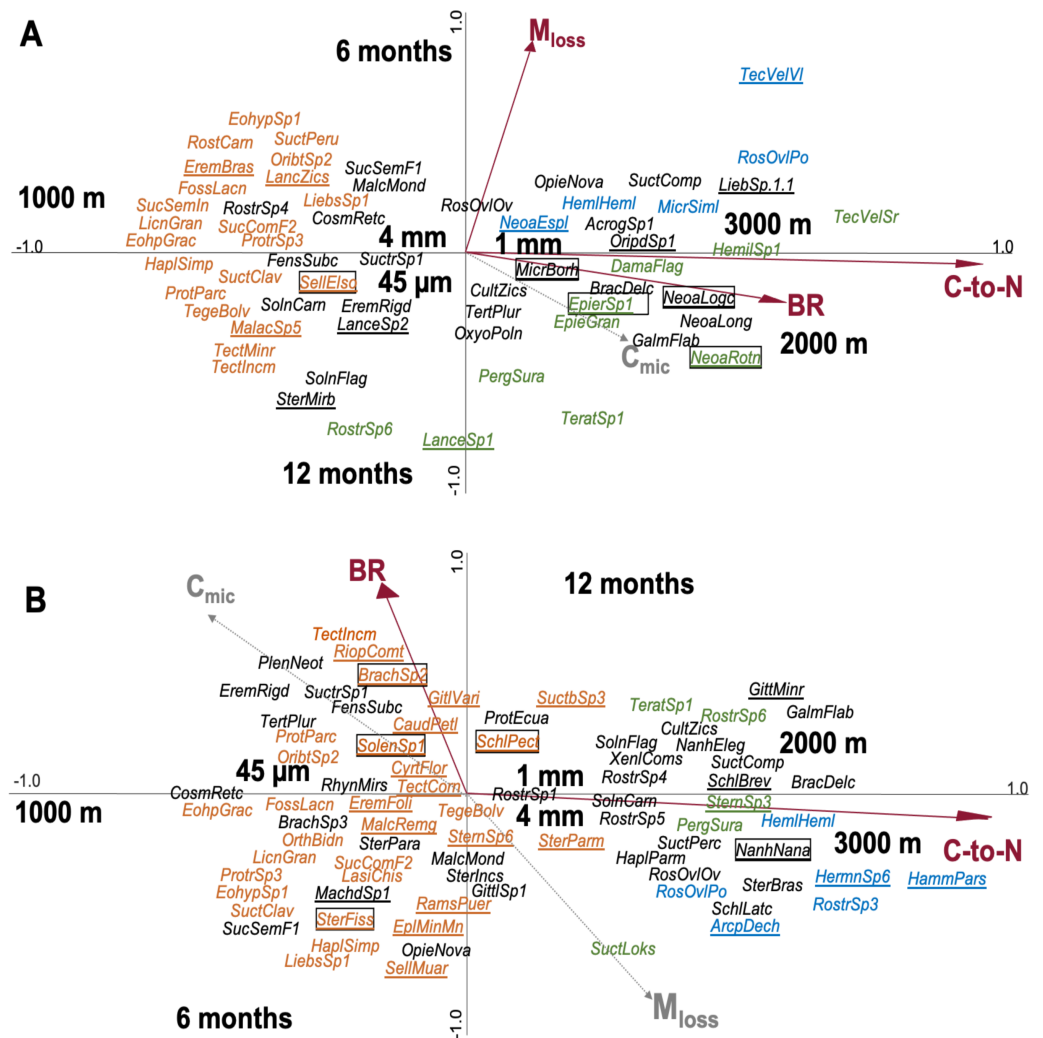 A
1.0
6 months
M loss
TecVelVl
EohypSp1
RostCarn
SuctPeru
OribtSp2
SucSemF1
RosOvlPo
EremBras
LancZics
MalcMond
OpieNova
SuctComp
LiebSp.1.1
1000 m
FossLacn
LiebsSp1
SucSemIn
RostrSp4
RosOvlOv
HemlHeml
MicrSiml
LicnGran
SucComF2
CosmRetc
NeoaEspl
AcrogSp1
3000 m
TecVelSr
EohpGrac
ProtrSp3
4 mm
1 mm
OripdSp1
HemilSp1
-1.0
1.0
HaplSimp
FensSubc
SuctrSp1
MicrBorh
DamaFlag
C-to-N
SuctClav
SellElsc
45 µm
CultZics
BracDelc
ProtParc
SolnCarn
EremRigd
EpierSp1
NeoaLogc
BR
TegeBolv
TertPlur
MalacSp5
LanceSp2
EpieGran
NeoaLong
OxyoPoln
GalmFlab
2000 m
TectMinr
C mic
NeoaRotn
TectIncm
SolnFlag
PergSura
SterMirb
TeratSp1
RostrSp6
LanceSp1
12 months
-1.0
B
1.0
BR
12 months
C mic
TectIncm
RiopComt
PlenNeot
BrachSp2
EremRigd
SuctrSp1
GitlVari
SuctbSp3
GittMinr
FensSubc
TeratSp1
RostrSp6
GalmFlab
TertPlur
CaudPetl
ProtEcua
CultZics
ProtParc
SolenSp1
SchlPect
SolnFlag
NanhEleg
2000 m
OribtSp2
XenlComs
SuctComp
45 µm
CyrtFlor
1 mm
RostrSp4
SchlBrev
BracDelc
-1.0
RhynMirs
TectCorn
1.0
CosmRetc
RostrSp1
SolnCarn
SternSp3
1000 m
EohpGrac
FossLacn
EremFoli
TegeBolv
4 mm
RostrSp5
HemlHeml
BrachSp3
MalcRemg
PergSura
OrthBidn
SterPara
SternSp6
SterParm
SuctPerc
NanhNana
3000 m
C-to-N
LicnGran
SucComF2
MalcMond
HaplParm
ProtrSp3
LasiChis
SterIncs
RosOvlOv
HermnSp6
HammPars
EohypSp1
MachdSp1
GittlSp1
RosOvlPo
SterBras
SuctClav
RamsPuer
RostrSp3
SterFiss
SchlLatc
SucSemF1
EplMinMn
ArcpDech
HaplSimp
OpieNova
SuctLoks
LiebsSp1
SellMuar
6 months
M loss
-1.0